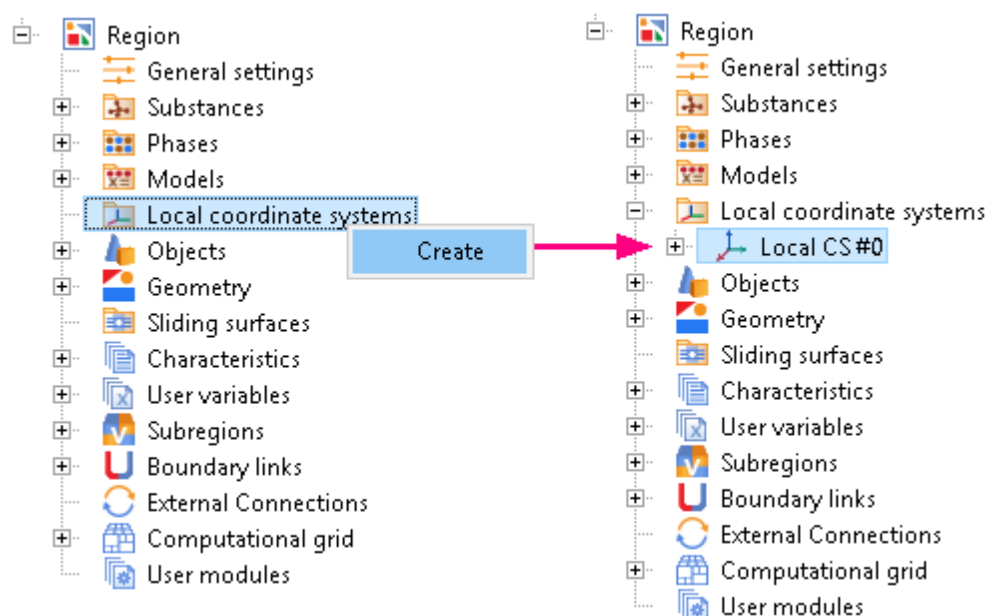 Region
General settings
Substances
Phases
Models
Local coordinate systems
Create
Objects
Geometry
Sliding surfaces
Characteristics
User variables
Subregions
Boundary links
External Connections
Computational grid
User modules
Region
General settings
Substances
Phases
Models
Local coordinate systems
Local CS #0
Objects
Geometry
Sliding surfaces
Characteristics
User variables
Subregions
Boundary links
External Connections
Computational grid
User modules